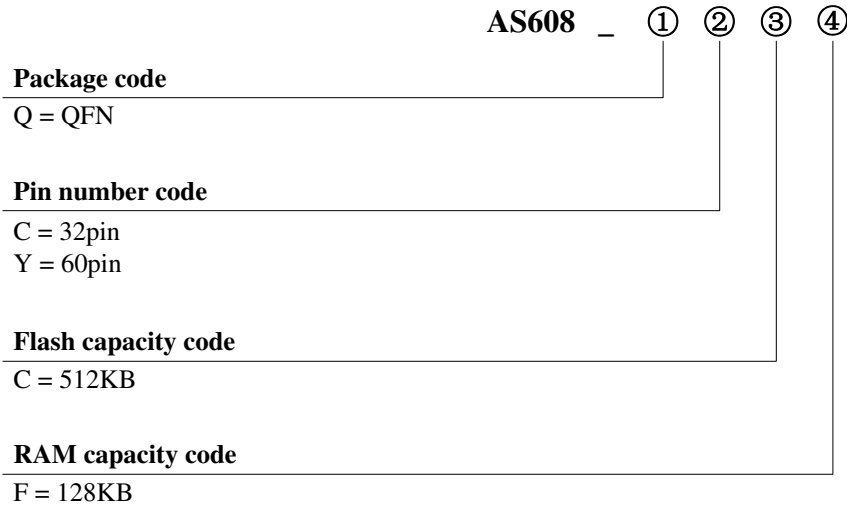 AS608 _ ① ② ③ ④
Package code
Q = QFN
Pin number code
C = 32pin
Y = 60pin
Flash capacity code
C = 512KB
RAM capacity code
F = 128KB